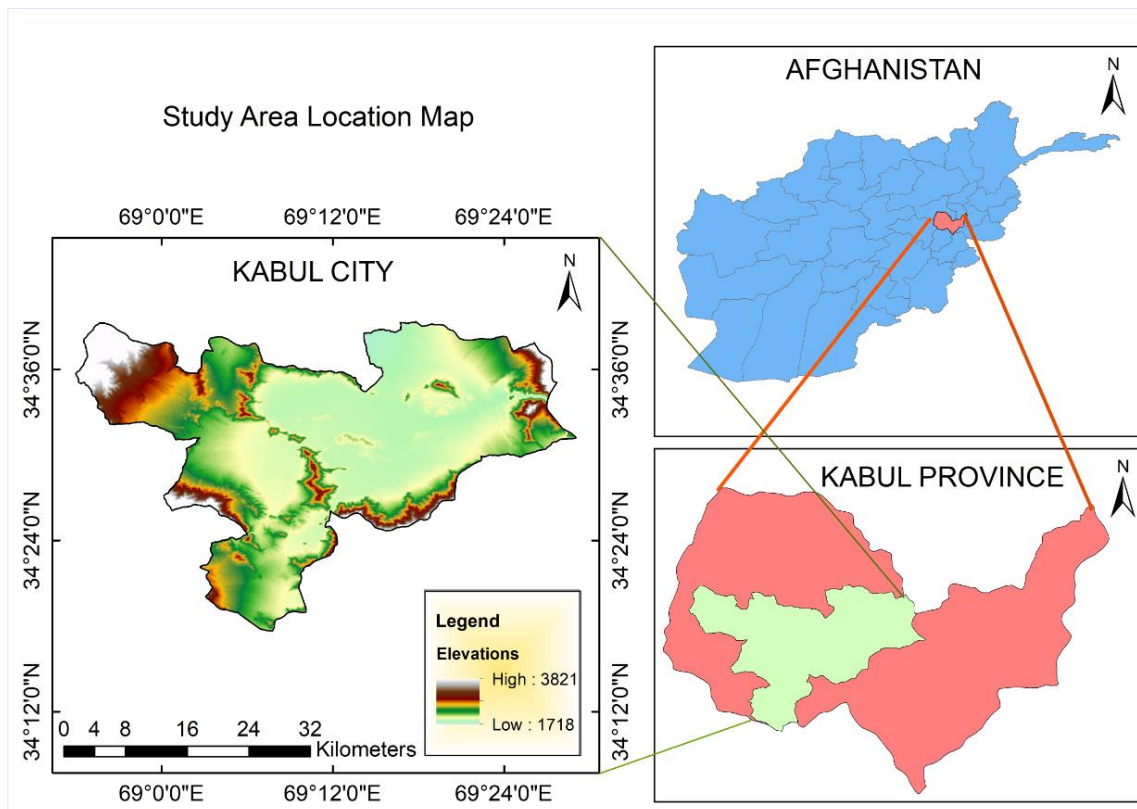 Study Area Location Map
69°0'0"E 69°12'0"E 69°24'0"E
KABUL CITY
N
34°36'0"N
34°24'0"N
34°12'0"N
34°36'0"N
34°24'0"N
34°12'0"N
Legend
Elevations
High : 3821
Low : 1718
0 4 8 16 24 32
Kilometers
69°0'0"E 69°12'0"E 69°24'0"E
AFGHANISTAN
N
KABUL PROVINCE
N